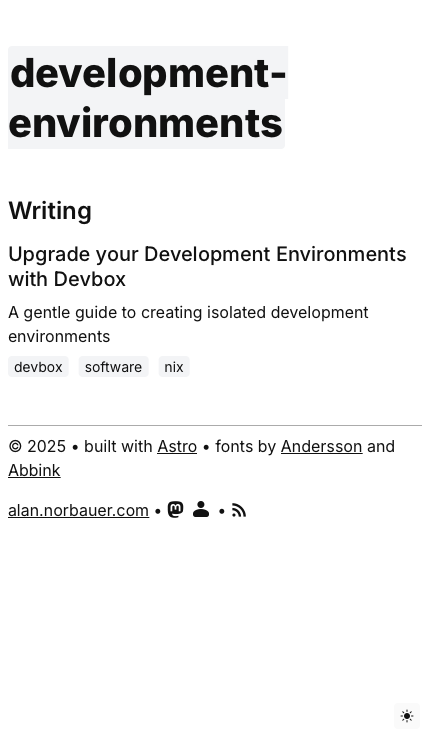 development-
environments
Writing
Upgrade your Development Environments
with Devbox
A gentle guide to creating isolated development
environments
devbox software nix
© 2025 • built with Astro • fonts by Andersson and
Abbink
alan.norbauer.com • •